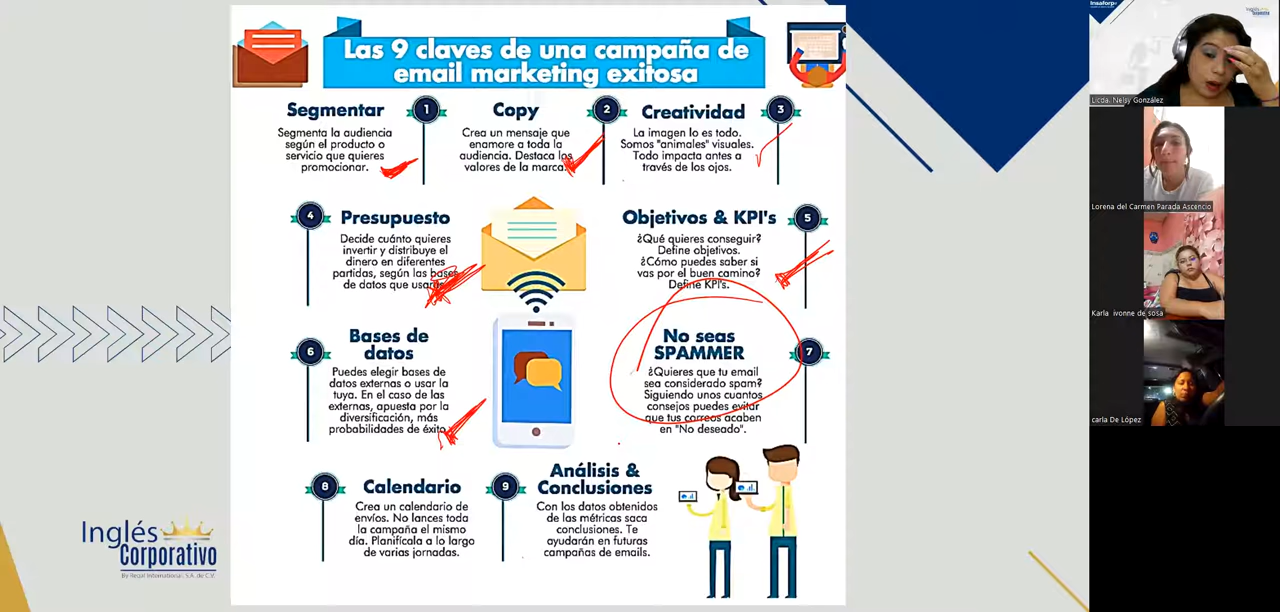 Las 9 claves de una campaña de
email marketing exitosa
1
Segmentar
Segmenta la audiencia
según el producto o
servicio que quieres
promocionar.
2
Copy
Crea un mensaje que
enamore a toda la
audiencia. Destaca los
valores de la marca.
3
Creatividad
La imagen lo es todo.
Somos "animales" visuales.
Todo impacta antes a
través de los ojos.
4
Presupuesto
Decide cuánto quieres
invertir y distribuye el
dinero en diferentes
partidas, según las bases
de datos que usarás.
5
Objetivos & KPI's
¿Qué quieres conseguir?
Define objetivos.
¿Cómo puedes saber si
vas por el buen camino?
Define KPI's.
6
Bases de
datos
Puedes elegir bases de
datos externas o usar la
tuya. En el caso de las
externas, apuesta por la
diversificación, más
probabilidades de éxito.
7
No seas
SPAMMER
¿Quieres que tu email
sea considerado spam?
Siguiendo unos cuantos
consejos puedes evitar
que tus correos acaben
en "No deseado".
8
Calendario
Crea un calendario de
envíos. No lances toda
la campaña el mismo
día. Planifícala a lo largo
de varias jornadas.
9
Análisis &
Conclusiones
Con los datos obtenidos
de las métricas saca
conclusiones. Te
ayudarán en futuras
campañas de emails.
Inglés
Corporativo
By Regal International, S.A. de C.V.
Insaforp
Inglés
Corporativo
Licda. Nelsy González
Lorena del Carmen Parada Ascencio
Karla ivonne de sosa
carla De López